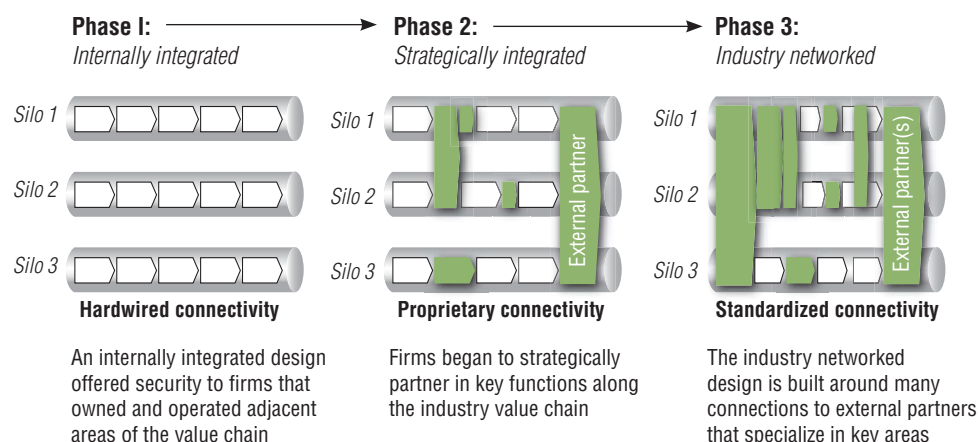 Phase I:
Internally integrated
Silo 1
Silo 2
Silo 3
Hardwired connectivity
An internally integrated design
offered security to firms that
owned and operated adjacent
areas of the value chain
Phase 2:
Strategically integrated
Silo 1
Silo 2
Silo 3
External partner
Proprietary connectivity
Firms began to strategically
partner in key functions along
the industry value chain
Phase 3:
Industry networked
Silo 1
Silo 2
Silo 3
External partner(s)
Standardized connectivity
The industry networked
design is built around many
connections to external partners
that specialize in key areas